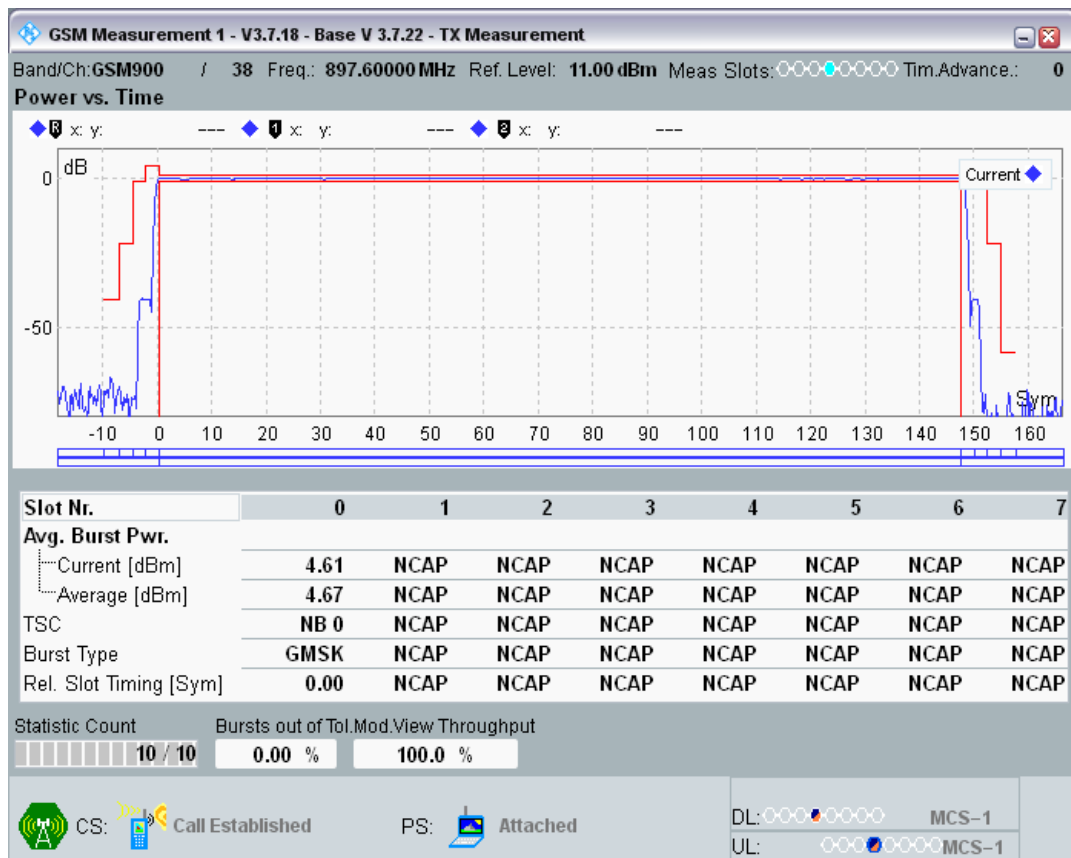 GSM Measurement 1 - V3.7.18 - Base V 3.7.22 - TX Measurement
Band/Ch:GSM900 / 38 Freq.: 897.60000 MHz Ref. Level: 11.00 dBm Meas Slots: Tim.Advance.: 0
Power vs. Time
R x: y: --- 1 x: y: --- 2 x: y: ---
dB
Current
0
-50
Sym
-10 0 10 20 30 40 50 60 70 80 90 100 110 120 130 140 150 160
Slot Nr. 0 1 2 3 4 5 6 7
Avg. Burst Pwr.
Current [dBm] 4.61 NCAP NCAP NCAP NCAP NCAP NCAP NCAP
Average [dBm] 4.67 NCAP NCAP NCAP NCAP NCAP NCAP NCAP
TSC NB 0 NCAP NCAP NCAP NCAP NCAP NCAP NCAP
Burst Type GMSK NCAP NCAP NCAP NCAP NCAP NCAP NCAP
Rel. Slot Timing [Sym] 0.00 NCAP NCAP NCAP NCAP NCAP NCAP NCAP
Statistic Count Bursts out of Tol.Mod.View Throughput
10 / 10 0.00 % 100.0 %
CS: Call Established PS: Attached DL: MCS-1
UL: MCS-1